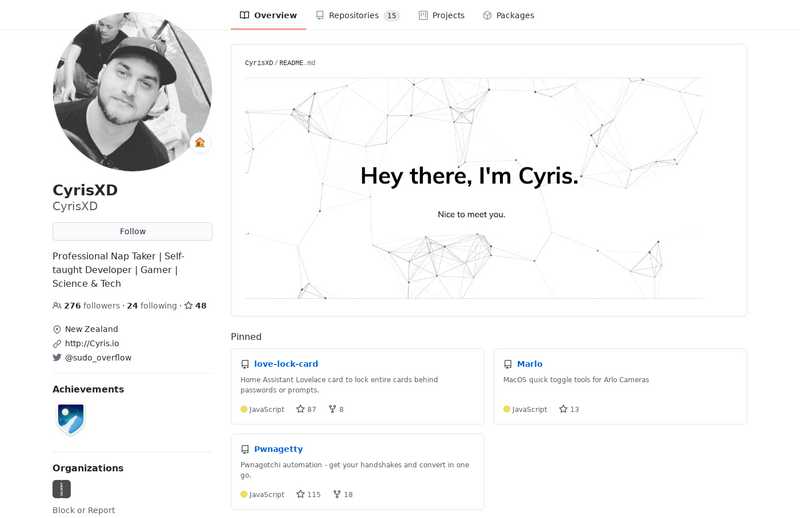 Overview
Repositories 15
Projects
Packages
CyrisXD / README.md
Hey there, I'm Cyris.
Nice to meet you.
CyrisXD
CyrisXD
Follow
Professional Nap Taker | Self-
taught Developer | Gamer |
Science & Tech
276 followers · 24 following · 48
New Zealand
http://Cyris.io
@sudo_overflow
Achievements
Organizations
Block or Report
Pinned
love-lock-card
Home Assistant Lovelace card to lock entire cards behind
passwords or prompts.
JavaScript 87 8
Marlo
MacOS quick toggle tools for Arlo Cameras
JavaScript 13
Pwnagetty
Pwnagotchi automation - get your handshakes and convert in one
go.
JavaScript 115 18